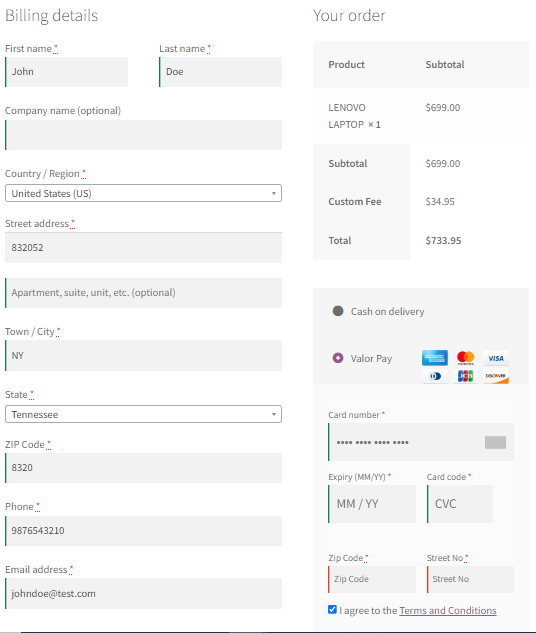 Billing details
First name *
Last name *
John
Doe
Company name (optional)
Country / Region *
United States (US)
Street address *
832052
Apartment, suite, unit, etc. (optional)
Town / City *
NY
State *
Tennessee
ZIP Code *
8320
Phone *
9876543210
Email address *
johndoe@test.com
Your order
Product Subtotal
LENOVO $699.00
LAPTOP × 1
Subtotal $699.00
Custom Fee $34.95
Total $733.95
Cash on delivery
Valor Pay
VISA
JCB DISCOVER
Card number *
•••• •••• •••• ••••
Expiry (MM/YY) * Card code *
MM / YY CVC
Zip Code * Street No *
Zip Code Street No
I agree to the Terms and Conditions